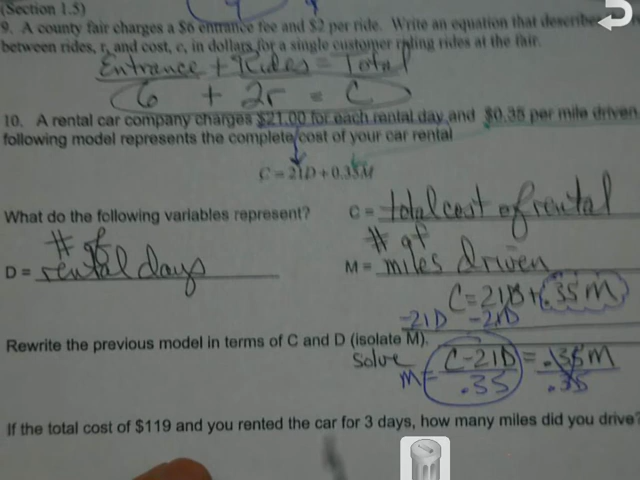 (Section 1.5)
9. A county fair charges a $6 entrance fee and $2 per ride. Write an equation that describes
between rides, r, and cost, c, in dollars for a single customer riding rides at the fair.
Entrance + Rides = Total
6 + 2r = C
10. A rental car company charges $21.00 for each rental day and $0.35 per mile driven
following model represents the complete cost of your car rental
C = 21D + 0.35M
What do the following variables represent? C = total cost of rental
D = # of rental days
M = # of miles driven
C = 21D + .35M
-21D -21D
Rewrite the previous model in terms of C and D (isolate M).
Solve C-21D = .35M
M = .35 .35
If the total cost of $119 and you rented the car for 3 days, how many miles did you drive?